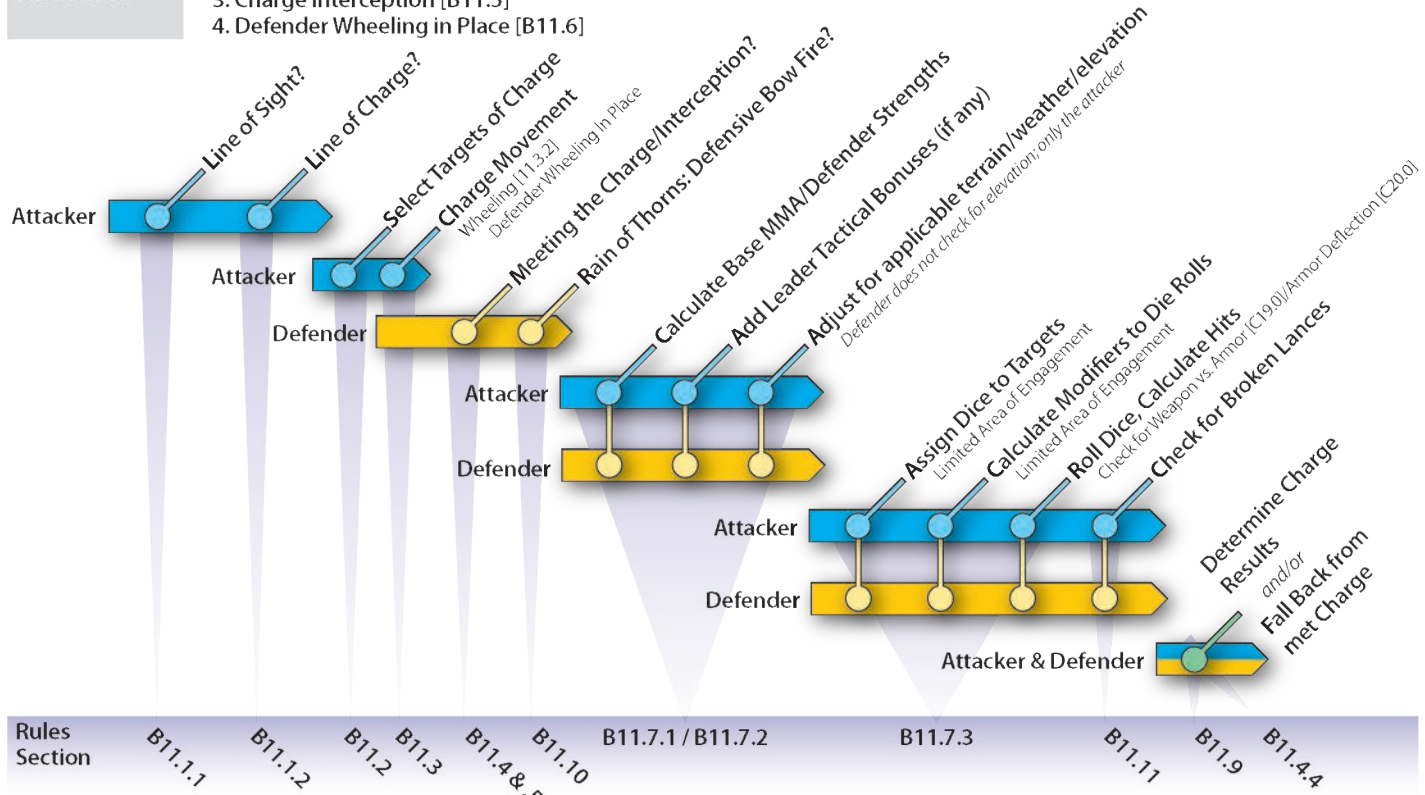 3. Charge Interception [B11.5]
4. Defender Wheeling in Place [B11.6]
Line of Sight?
Line of Charge?
Select Targets of Charge
Charge Movement
Wheeling [11.3.2]
Defender Wheeling In Place
Meeting the Charge/Interception?
Rain of Thorns: Defensive Bow Fire?
Calculate Base MMA/Defender Strengths
Add Leader Tactical Bonuses (if any)
Adjust for applicable terrain/weather/elevation
Defender does not check for elevation; only the attacker
Assign Dice to Targets
Limited Area of Engagement
Calculate Modifiers to Die Rolls
Limited Area of Engagement
Roll Dice, Calculate Hits
Check for Weapon vs. Armor [C19.0]/Armor Deflection [C20.0]
Check for Broken Lances
Determine Charge
Results
and/or
Fall Back from
met Charge
Attacker
Attacker
Defender
Attacker
Defender
Attacker
Defender
Attacker & Defender
Rules
Section
B11.1.1
B11.1.2
B11.2
B11.3
B11.4 &
B11.10
B11.7.1 / B11.7.2
B11.7.3
B11.11
B11.9
B11.4.4